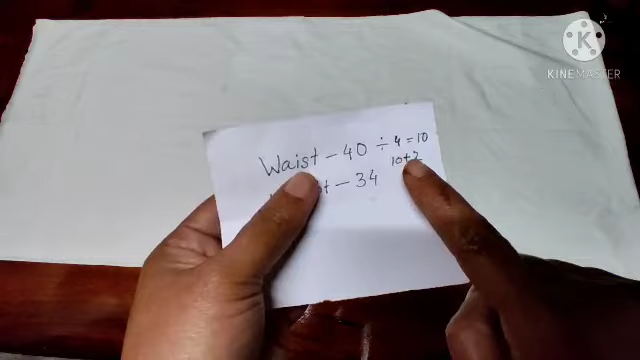 KINEMASTER
Waist – 40 ÷ 4 = 10
10+2
– 34